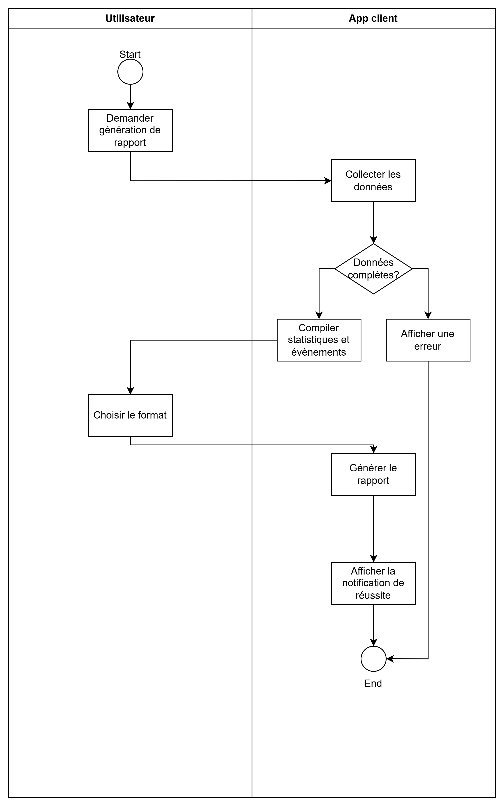 Utilisateur
App client
Start
Demander
génération de
rapport
Collecter les
données
Données
complètes?
Compiler
statistiques et
évènements
Afficher une
erreur
Choisir le format
Générer le
rapport
Afficher la
notification de
réussite
End